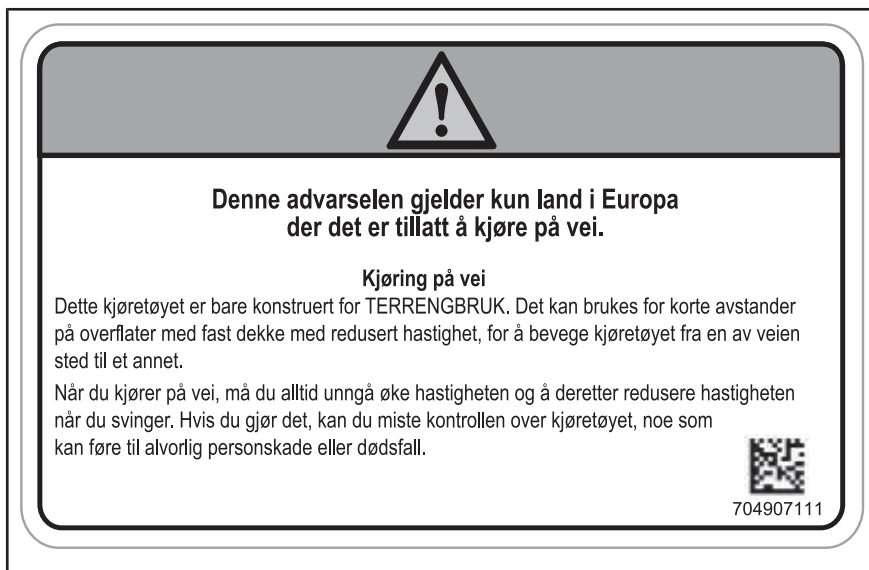 Denne advarselen gjelder kun land i Europa
der det er tillatt å kjøre på vei.
Kjøring på vei
Dette kjøretøyet er bare konstruert for TERRENGBRUK. Det kan brukes for korte avstander
på overflater med fast dekke med redusert hastighet, for å bevege kjøretøyet fra en av veien
sted til et annet.
Når du kjører på vei, må du alltid unngå øke hastigheten og å deretter redusere hastigheten
når du svinger. Hvis du gjør det, kan du miste kontrollen over kjøretøyet, noe som
kan føre til alvorlig personskade eller dødsfall.
704907111